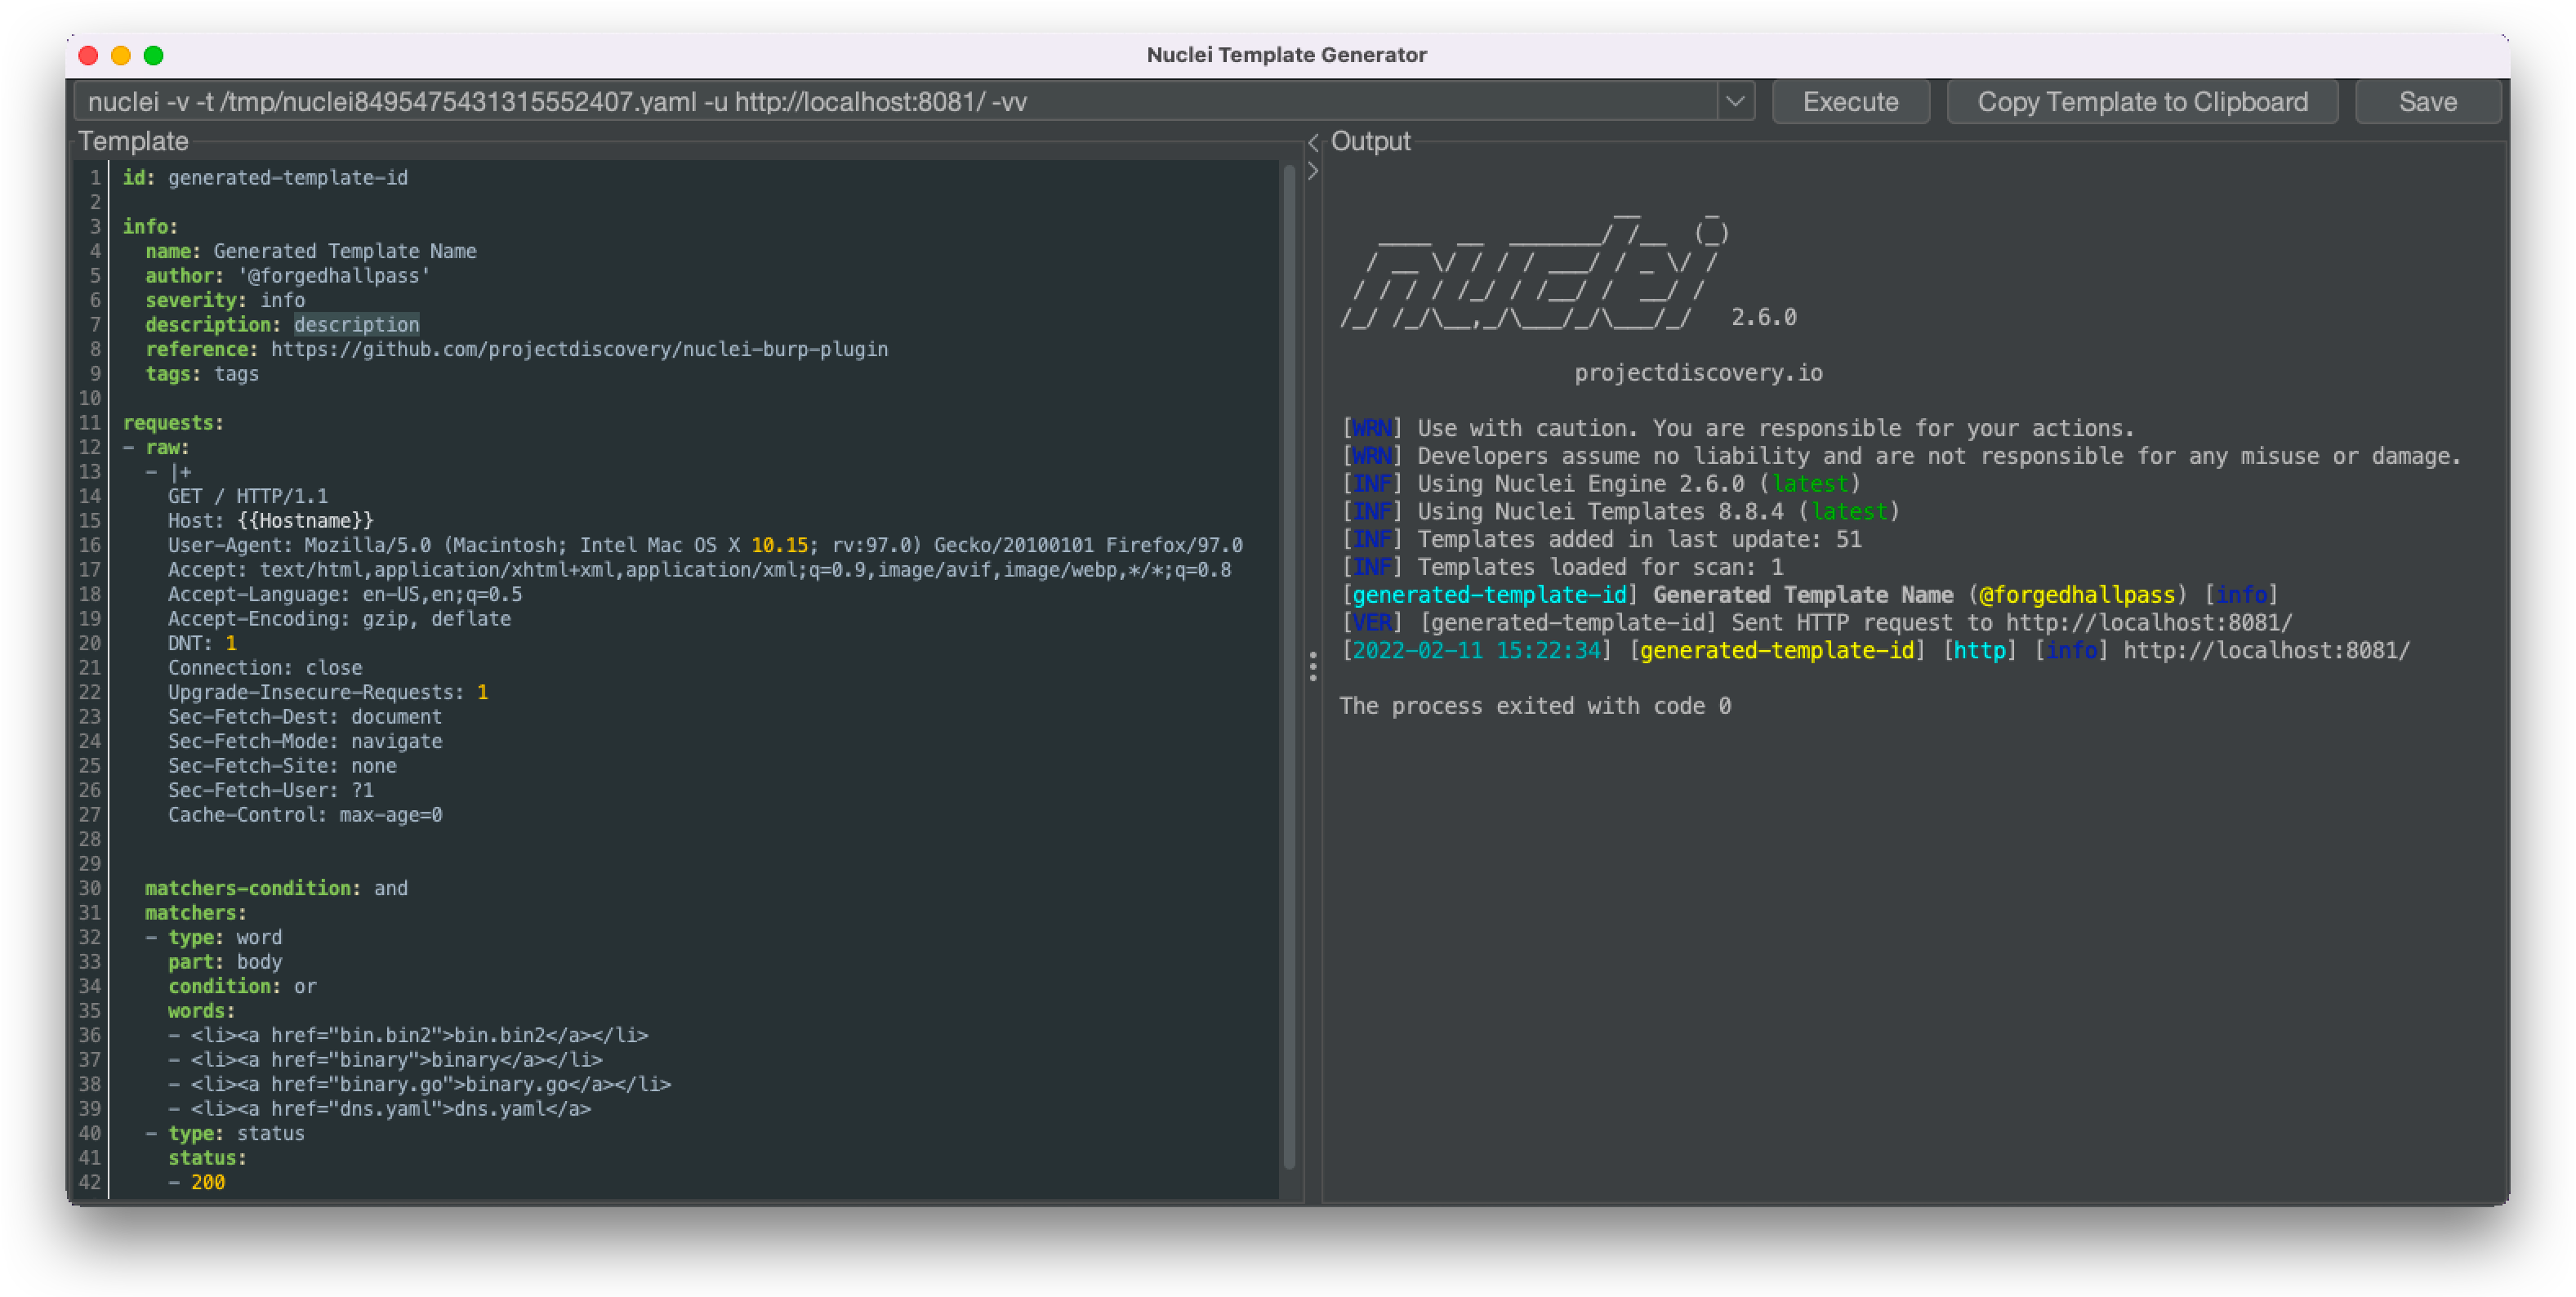 Nuclei Template Generator
nuclei -v -t /tmp/nuclei8495475431315552407.yaml -u http://localhost:8081/ -vv
Execute
Copy Template to Clipboard
Save
Template
1 id: generated-template-id
2
3 info:
4 name: Generated Template Name
5 author: '@forgedhallpass'
6 severity: info
7 description: description
8 reference: https://github.com/projectdiscovery/nuclei-burp-plugin
9 tags: tags
10
11 requests:
12 - raw:
13 - |+
14 GET / HTTP/1.1
15 Host: {{Hostname}}
16 User-Agent: Mozilla/5.0 (Macintosh; Intel Mac OS X 10.15; rv:97.0) Gecko/20100101 Firefox/97.0
17 Accept: text/html,application/xhtml+xml,application/xml;q=0.9,image/avif,image/webp,*/*;q=0.8
18 Accept-Language: en-US,en;q=0.5
19 Accept-Encoding: gzip, deflate
20 DNT: 1
21 Connection: close
22 Upgrade-Insecure-Requests: 1
23 Sec-Fetch-Dest: document
24 Sec-Fetch-Mode: navigate
25 Sec-Fetch-Site: none
26 Sec-Fetch-User: ?1
27 Cache-Control: max-age=0
28
29
30 matchers-condition: and
31 matchers:
32 - type: word
33 part: body
34 condition: or
35 words:
36 - <li><a href="bin.bin2">bin.bin2</a></li>
37 - <li><a href="binary">binary</a></li>
38 - <li><a href="binary.go">binary.go</a></li>
39 - <li><a href="dns.yaml">dns.yaml</a>
40 - type: status
41 status:
42 - 200
Output
nuclei 2.6.0
projectdiscovery.io
[WRN] Use with caution. You are responsible for your actions.
[WRN] Developers assume no liability and are not responsible for any misuse or damage.
[INF] Using Nuclei Engine 2.6.0 (latest)
[INF] Using Nuclei Templates 8.8.4 (latest)
[INF] Templates added in last update: 51
[INF] Templates loaded for scan: 1
[generated-template-id] Generated Template Name (@forgedhallpass) [info]
[VER] [generated-template-id] Sent HTTP request to http://localhost:8081/
[2022-02-11 15:22:34] [generated-template-id] [http] [info] http://localhost:8081/
The process exited with code 0